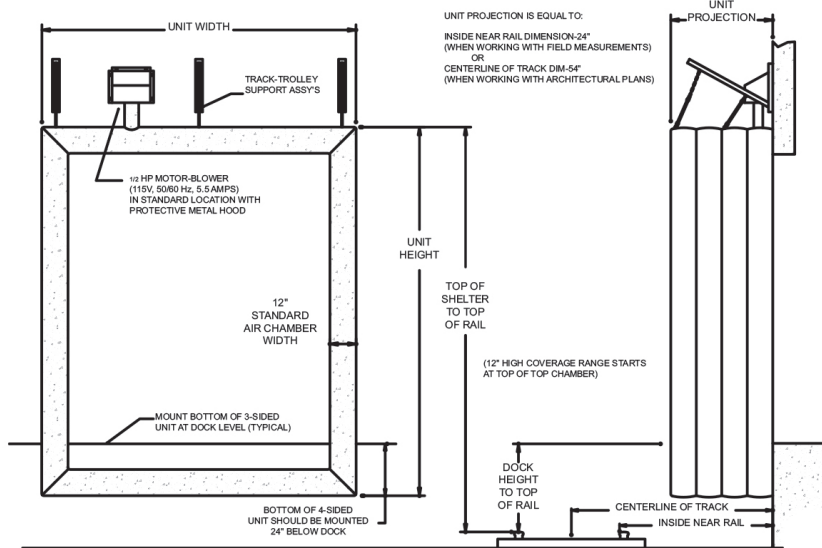 UNIT WIDTH
TRACK-TROLLEY
SUPPORT ASSY'S
1/2 HP MOTOR-BLOWER
(115V, 50/60 Hz, 5.5 AMPS)
IN STANDARD LOCATION WITH
PROTECTIVE METAL HOOD
12"
STANDARD
AIR CHAMBER
WIDTH
MOUNT BOTTOM OF 3-SIDED
UNIT AT DOCK LEVEL (TYPICAL)
BOTTOM OF 4-SIDED
UNIT SHOULD BE MOUNTED
24" BELOW DOCK
UNIT
HEIGHT
TOP OF
SHELTER
TO TOP
OF RAIL
UNIT PROJECTION IS EQUAL TO:
INSIDE NEAR RAIL DIMENSION-24"
(WHEN WORKING WITH FIELD MEASUREMENTS)
OR
CENTERLINE OF TRACK DIM-54"
(WHEN WORKING WITH ARCHITECTURAL PLANS)
UNIT
PROJECTION
(12" HIGH COVERAGE RANGE STARTS
AT TOP OF TOP CHAMBER)
DOCK
HEIGHT
TO TOP
OF RAIL
CENTERLINE OF TRACK
INSIDE NEAR RAIL